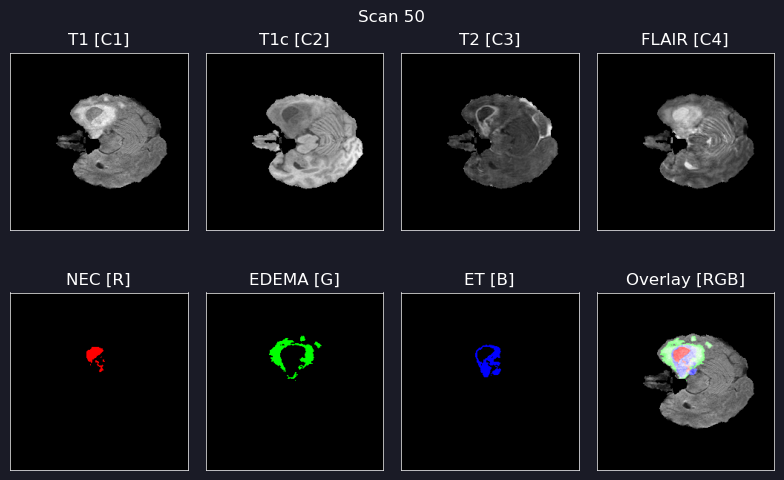 Scan 50
T1 [C1]
T1c [C2]
T2 [C3]
FLAIR [C4]
NEC [R]
EDEMA [G]
ET [B]
Overlay [RGB]